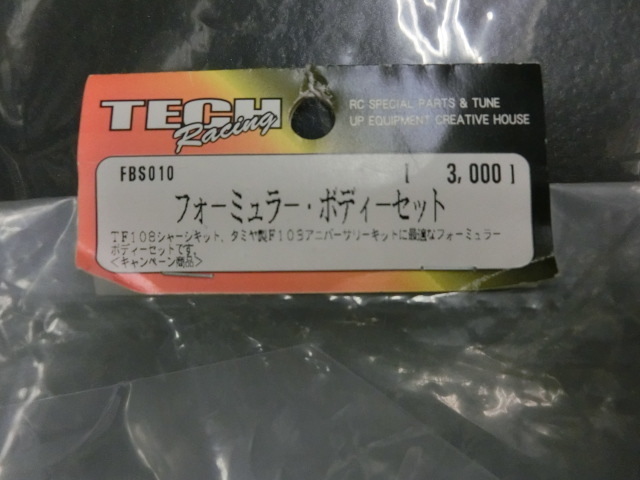 TECH
Racing
RC SPECIAL PARTS & TUNE
UP EQUIPMENT CREATIVE HOUSE
FBS010 [ 3,000]
フォーミュラー・ボディーセット
TF108シャーシキット、タミヤ製F103アニバーサリーキットに最適なフォーミュラー
ボディーセットです。
<キャンペーン商品>